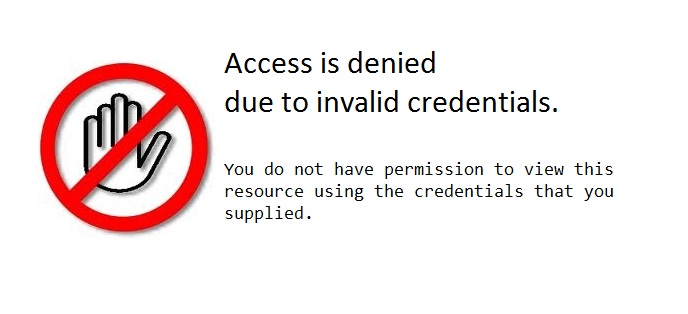 Access is denied
due to invalid credentials.
You do not have permission to view this
resource using the credentials that you
supplied.